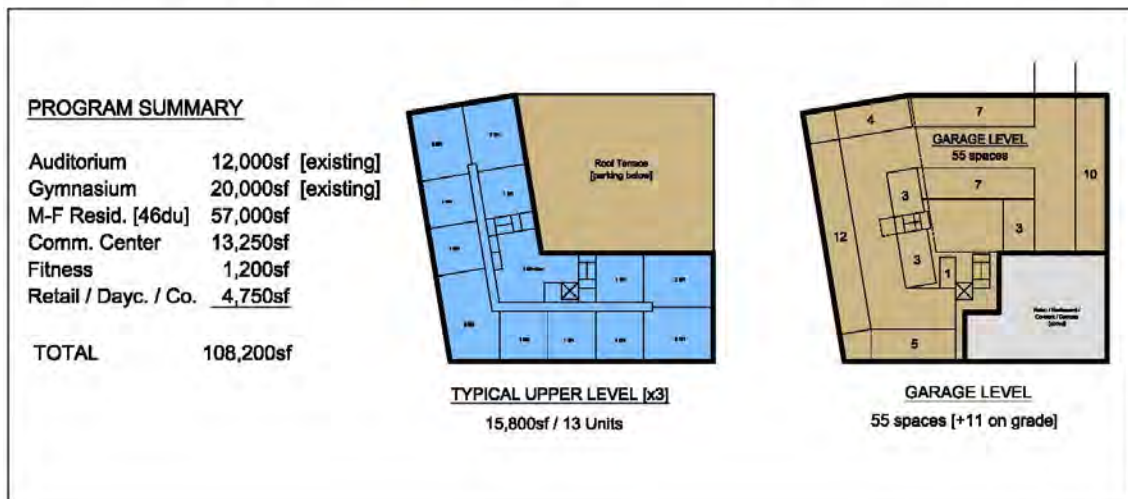 PROGRAM SUMMARY
Auditorium 12,000sf [existing]
Gymnasium 20,000sf [existing]
M-F Resid. [46du] 57,000sf
Comm. Center 13,250sf
Fitness 1,200sf
Retail / Dayc. / Co. 4,750sf
TOTAL 108,200sf
Roof Terrace
[parking below]
TYPICAL UPPER LEVEL [x3]
15,800sf / 13 Units
4
7
GARAGE LEVEL
55 spaces
3
7
10
12
3
3
1
5
GARAGE LEVEL
55 spaces [+11 on grade]